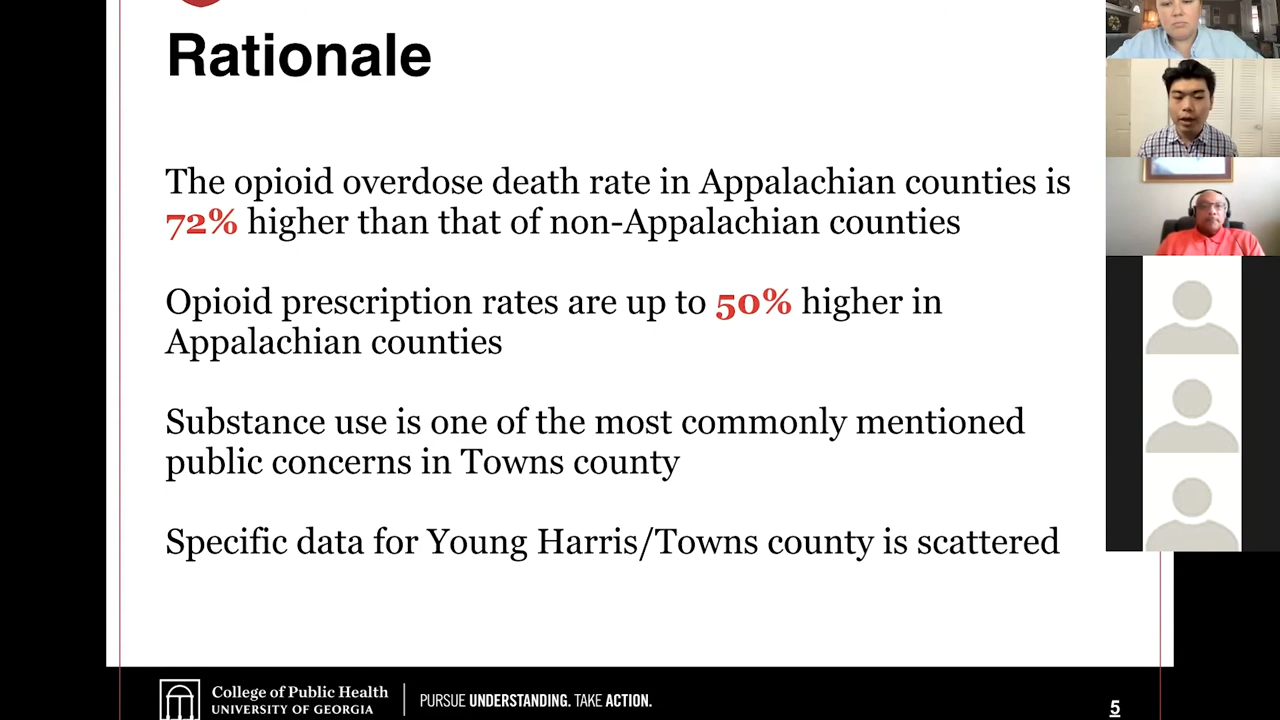 Rationale
The opioid overdose death rate in Appalachian counties is
72% higher than that of non-Appalachian counties
Opioid prescription rates are up to 50% higher in
Appalachian counties
Substance use is one of the most commonly mentioned
public concerns in Towns county
Specific data for Young Harris/Towns county is scattered
College of Public Health
UNIVERSITY OF GEORGIA
PURSUE UNDERSTANDING. TAKE ACTION.
5